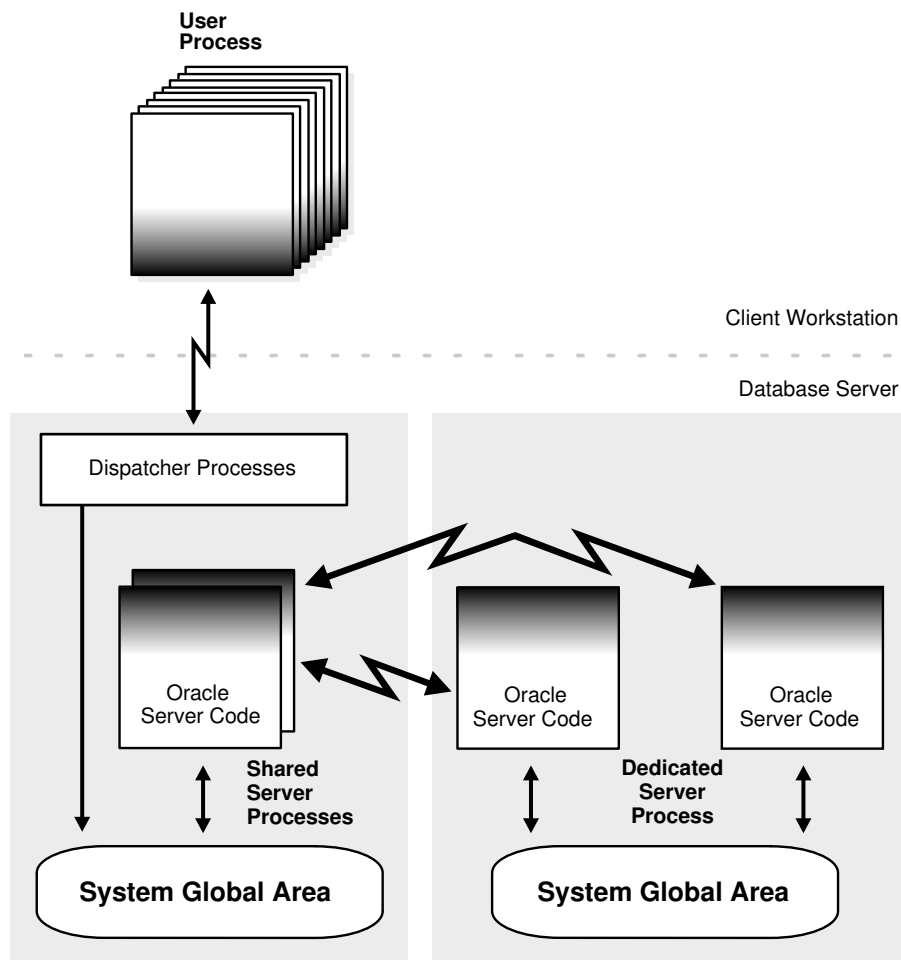 User
Process
Client Workstation
Database Server
Dispatcher Processes
Oracle
Server Code
Oracle
Server Code
Oracle
Server Code
Shared
Server
Processes
Dedicated
Server
Process
System Global Area
System Global Area